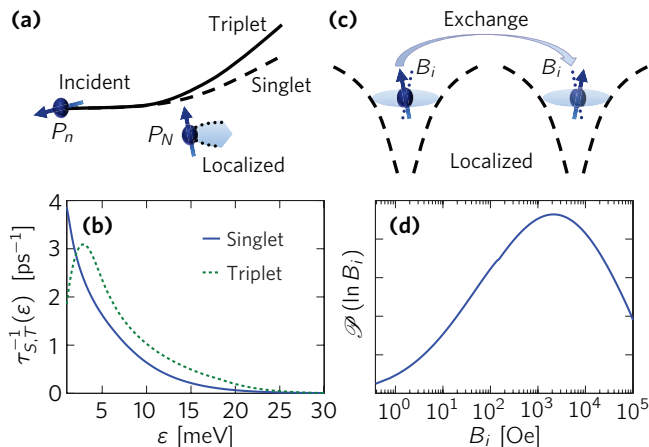 (a)
Triplet
Incident
Singlet
P_n
P_N
Localized
(c)
Exchange
B_i
B_i
Localized
(b)
4
3
2
1
0
τ_{S,T}^{-1}(ε) [ps^{-1}]
Singlet
Triplet
5 10 15 20 25 30
ε [meV]
(d)
𝒫 (ln B_i)
10^0 10^1 10^2 10^3 10^4 10^5
B_i [Oe]